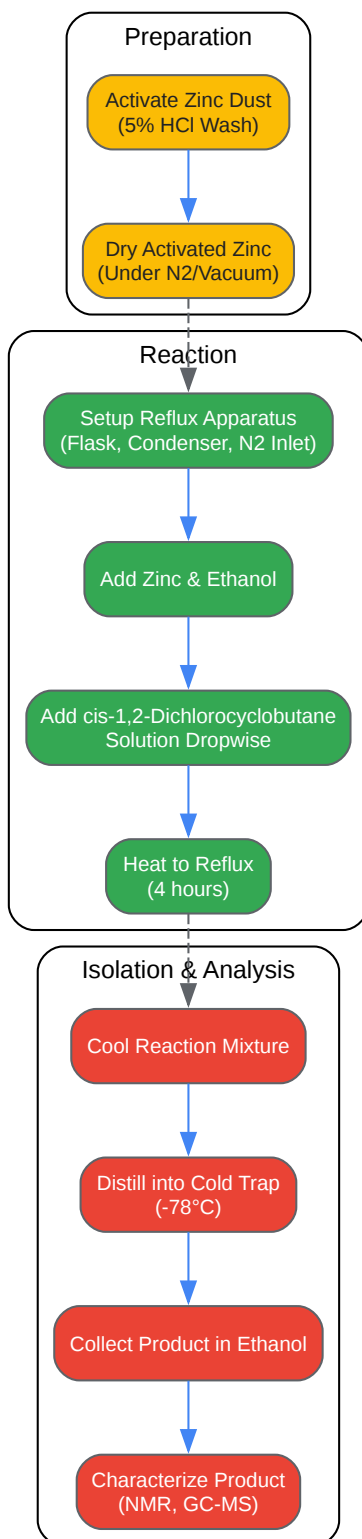 Preparation
Activate Zinc Dust
(5% HCl Wash)
Dry Activated Zinc
(Under N2/Vacuum)
Reaction
Setup Reflux Apparatus
(Flask, Condenser, N2 Inlet)
Add Zinc & Ethanol
Add cis-1,2-Dichlorocyclobutane
Solution Dropwise
Heat to Reflux
(4 hours)
Isolation & Analysis
Cool Reaction Mixture
Distill into Cold Trap
(-78°C)
Collect Product in Ethanol
Characterize Product
(NMR, GC-MS)